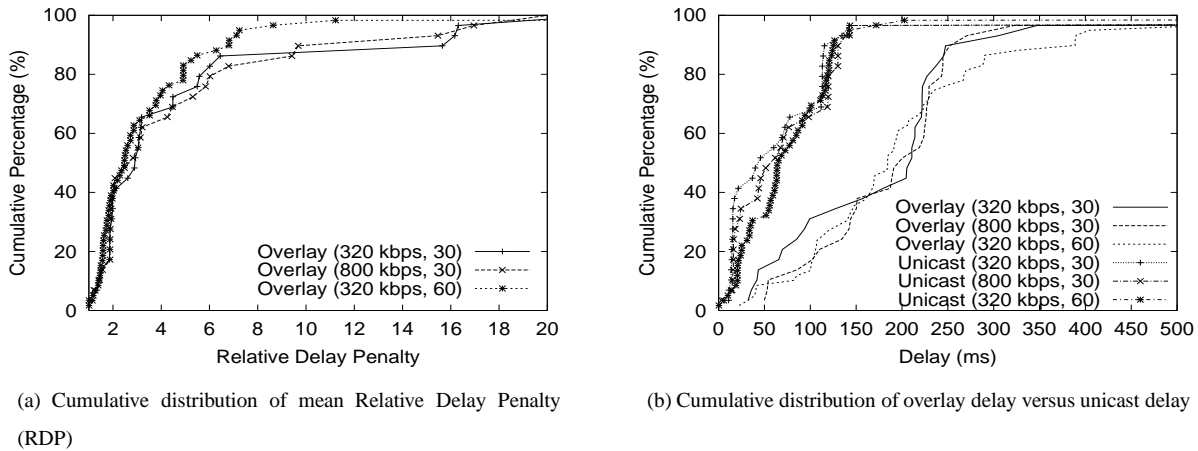 100
80
60
40
20
0
Cumulative Percentage (%)
2 4 6 8 10 12 14 16 18 20
Relative Delay Penalty
Overlay (320 kbps, 30)
Overlay (800 kbps, 30)
Overlay (320 kbps, 60)
(a) Cumulative distribution of mean Relative Delay Penalty
(RDP)
100
80
60
40
20
0
Cumulative Percentage (%)
0 50 100 150 200 250 300 350 400 450 500
Delay (ms)
Overlay (320 kbps, 30)
Overlay (800 kbps, 30)
Overlay (320 kbps, 60)
Unicast (320 kbps, 30)
Unicast (800 kbps, 30)
Unicast (320 kbps, 60)
(b) Cumulative distribution of overlay delay versus unicast delay